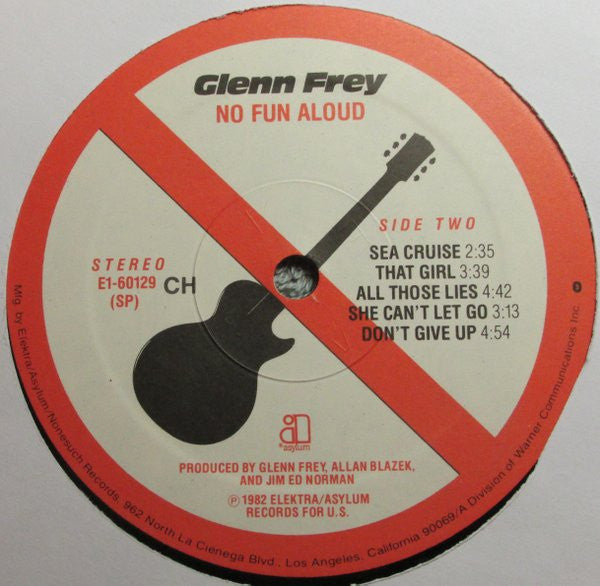 Glenn Frey
NO FUN ALOUD
SIDE TWO
SEA CRUISE 2:35
THAT GIRL 3:39
ALL THOSE LIES 4:42
SHE CAN'T LET GO 3:13
DON'T GIVE UP 4:54
STEREO
E1-60129 CH
(SP)
0
asylum
PRODUCED BY GLENN FREY, ALLAN BLAZEK,
AND JIM ED NORMAN
℗ 1982 ELEKTRA/ASYLUM
RECORDS FOR U.S.
Mfg. by Elektra/Asylum/Nonesuch Records, 962 North La Cienega Blvd., Los Angeles, California 90069/A Division of Warner Communications Inc.